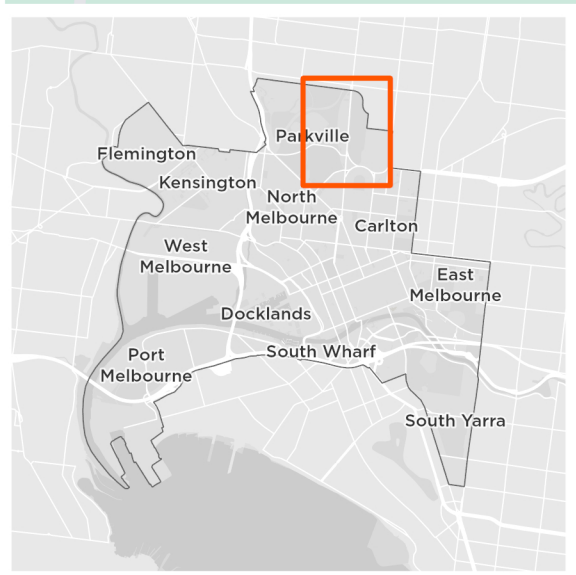 Parkville
Flemington
Kensington
North
Melbourne
Carlton
West
Melbourne
East
Melbourne
Docklands
South Wharf
Port
Melbourne
South Yarra